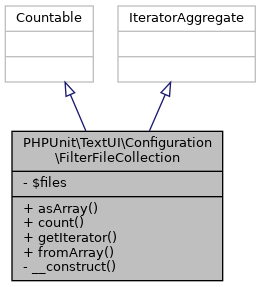 Countable
IteratorAggregate
PHPUnit\TextUI\Configuration
\FilterFileCollection
- $files
+ asArray()
+ count()
+ getIterator()
+ fromArray()
- __construct()